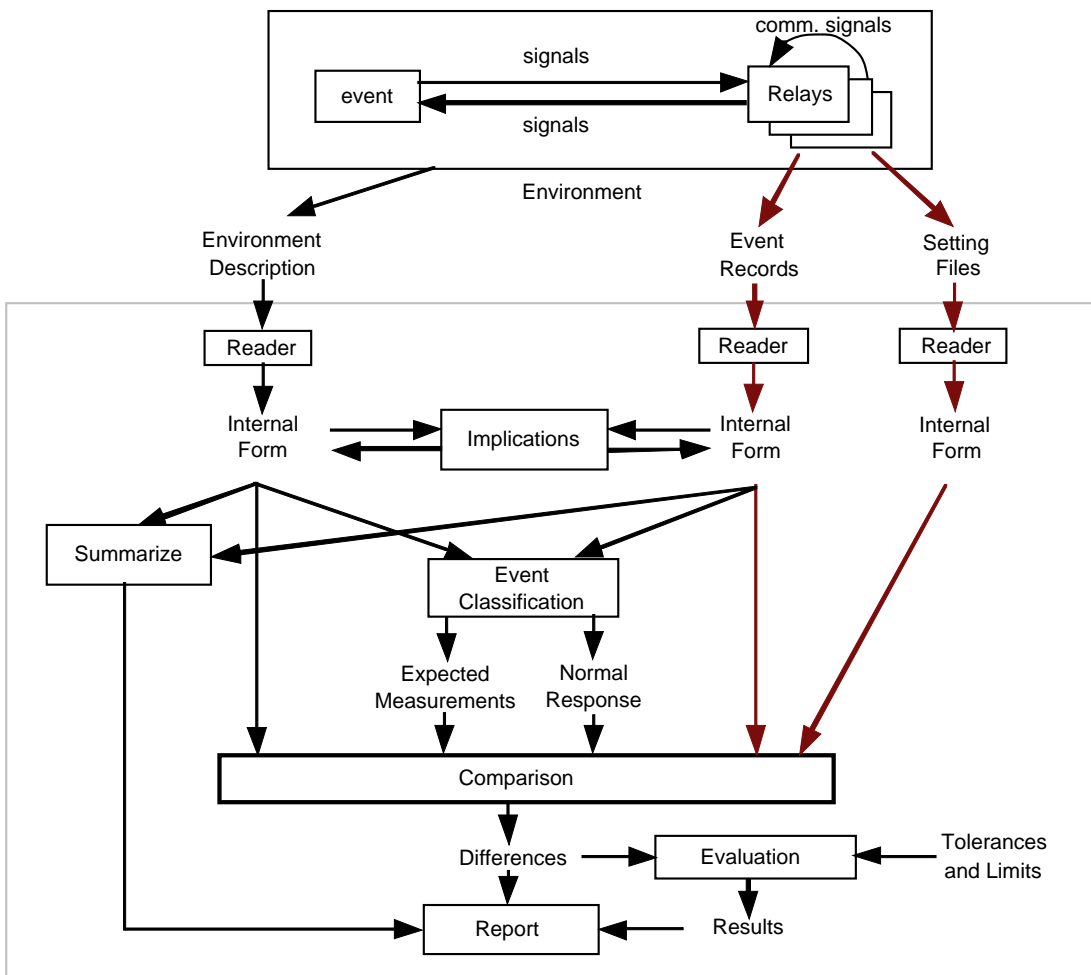 comm. signals
signals
event
Relays
signals
Environment
Environment
Description
Event
Records
Setting
Files
Reader
Reader
Reader
Internal
Form
Implications
Internal
Form
Internal
Form
Summarize
Event
Classification
Expected
Measurements
Normal
Response
Comparison
Differences
Evaluation
Tolerances
and Limits
Report
Results